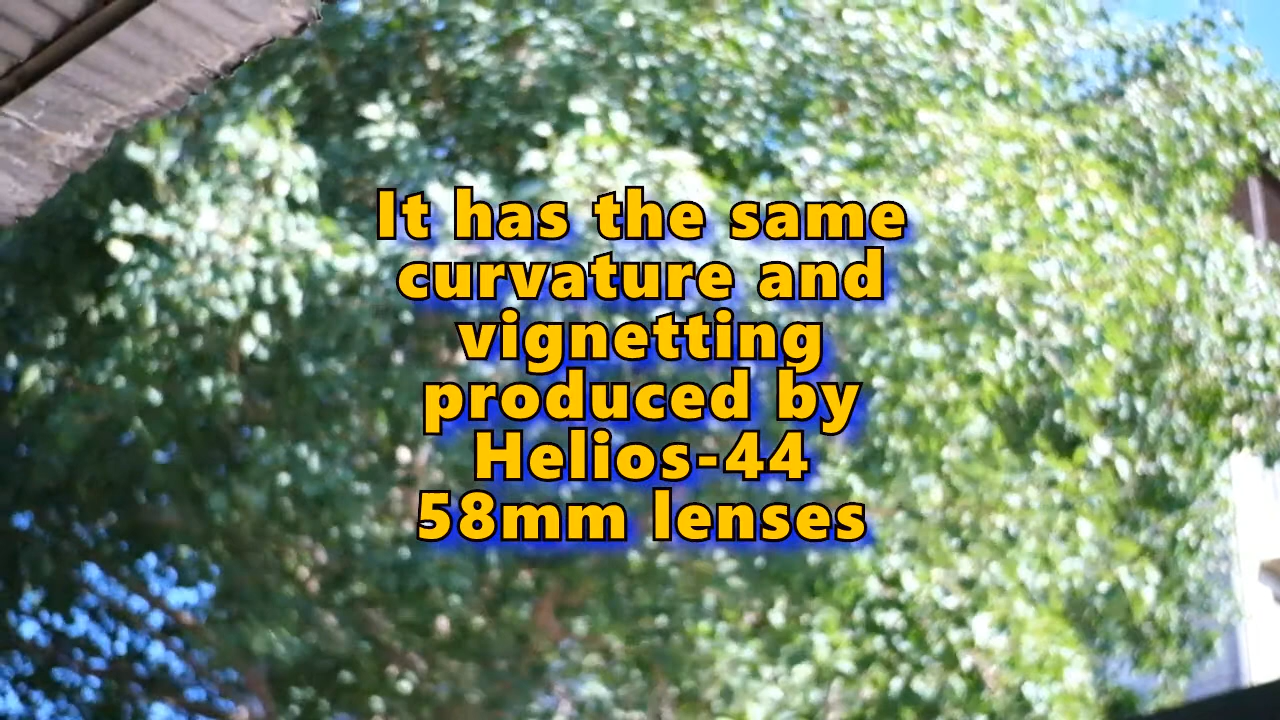 It has the same
curvature and
vignetting
produced by
Helios-44
58mm lenses